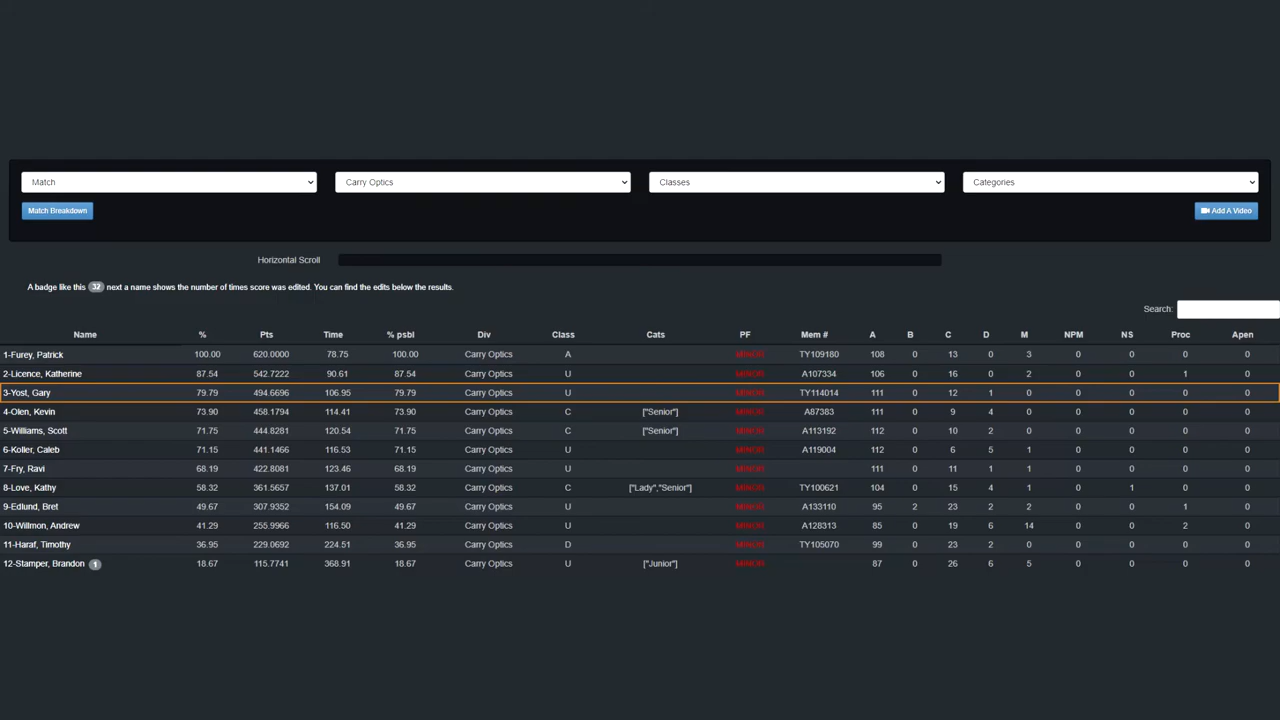 Match Carry Optics Classes Categories
Match Breakdown Add A Video
Horizontal Scroll
A badge like this 32 next a name shows the number of times score was edited. You can find the edits below the results.
Search:
Name % Pts Time % psbl Div Class Cats PF Mem # A B C D M NPM NS Proc Apen
1-Furey, Patrick 100.00 620.0000 78.75 100.00 Carry Optics A MINOR TY109180 108 0 13 0 3 0 0 0 0
2-Licence, Katherine 87.54 542.7222 90.61 87.54 Carry Optics U MINOR A107334 106 0 16 0 2 0 0 1 0
3-Yost, Gary 79.79 494.6696 106.95 79.79 Carry Optics U MINOR TY114014 111 0 12 1 0 0 0 0 0
4-Olen, Kevin 73.90 458.1794 114.41 73.90 Carry Optics C ["Senior"] MINOR A87383 111 0 9 4 0 0 0 0 0
5-Williams, Scott 71.75 444.8281 120.54 71.75 Carry Optics C ["Senior"] MINOR A113192 112 0 10 2 0 0 0 0 0
6-Koller, Caleb 71.15 441.1466 116.53 71.15 Carry Optics U MINOR A119004 112 0 6 5 1 0 0 0 0
7-Fry, Ravi 68.19 422.8081 123.46 68.19 Carry Optics U MINOR 111 0 11 1 1 0 0 0 0
8-Love, Kathy 58.32 361.5657 137.01 58.32 Carry Optics C ["Lady","Senior"] MINOR TY100621 104 0 15 4 1 0 1 0 0
9-Edlund, Bret 49.67 307.9352 154.09 49.67 Carry Optics U MINOR A133110 95 2 23 2 2 0 0 1 0
10-Willmon, Andrew 41.29 255.9966 116.50 41.29 Carry Optics U MINOR A128313 85 0 19 6 14 0 0 2 0
11-Haraf, Timothy 36.95 229.0692 224.51 36.95 Carry Optics D MINOR TY105070 99 0 23 2 0 0 0 0 0
12-Stamper, Brandon 1 18.67 115.7741 368.91 18.67 Carry Optics U ["Junior"] MINOR 87 0 26 6 5 0 0 0 0